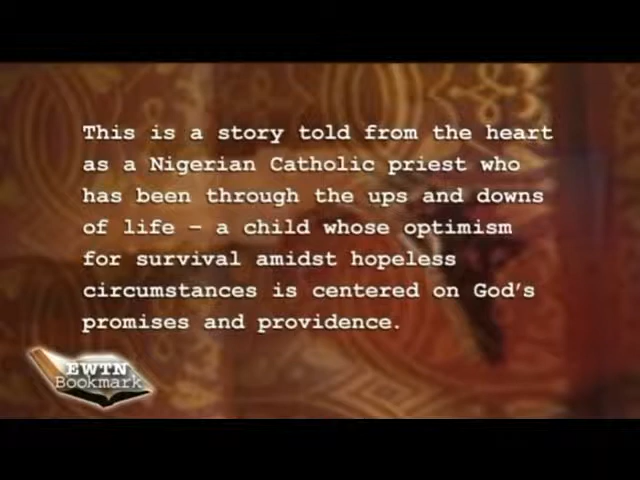 This is a story told from the heart
as a Nigerian Catholic priest who
has been through the ups and downs
of life – a child whose optimism
for survival amidst hopeless
circumstances is centered on God's
promises and providence.
EWTN
Bookmark